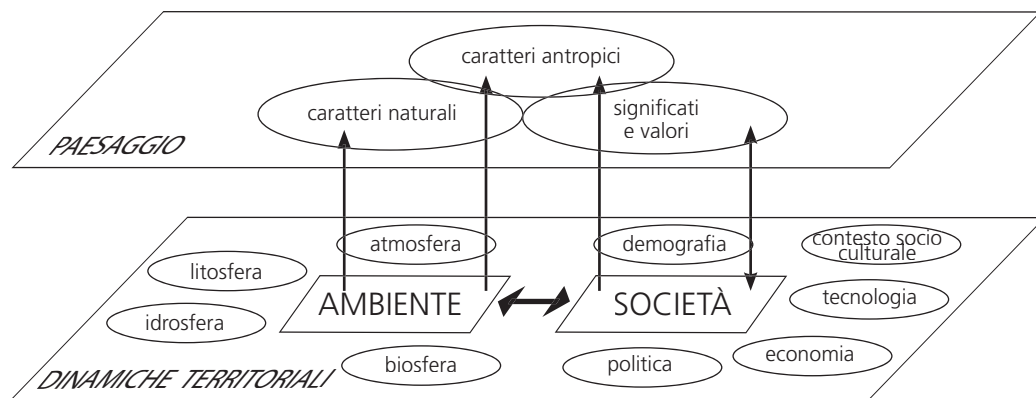 caratteri antropici
caratteri naturali
significati
e valori
PAESAGGIO
atmosfera
demografia
contesto socio
culturale
litosfera
AMBIENTE
SOCIETÀ
tecnologia
idrosfera
biosfera
politica
economia
DINAMICHE TERRITORIALI